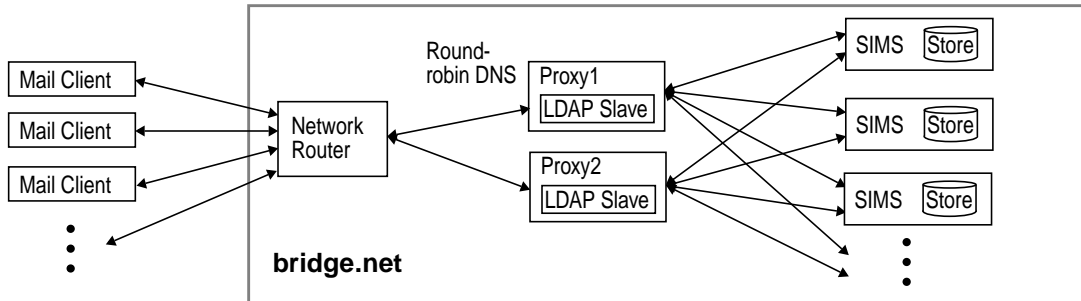 Mail Client
Mail Client
Mail Client
Network
Router
Round-
robin DNS
Proxy1
LDAP Slave
Proxy2
LDAP Slave
SIMS Store
SIMS Store
SIMS Store
bridge.net